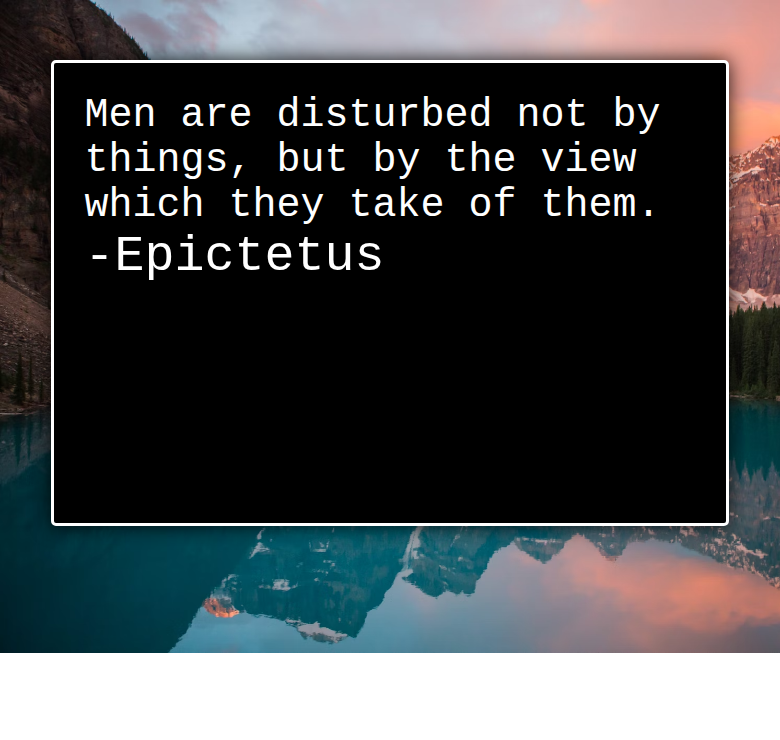 Men are disturbed not by
things, but by the view
which they take of them.
-Epictetus